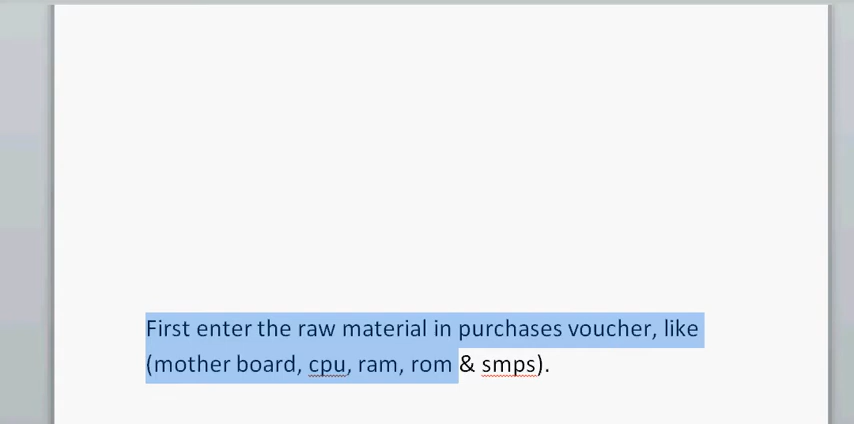 First enter the raw material in purchases voucher, like
(mother board, cpu, ram, rom & smps).